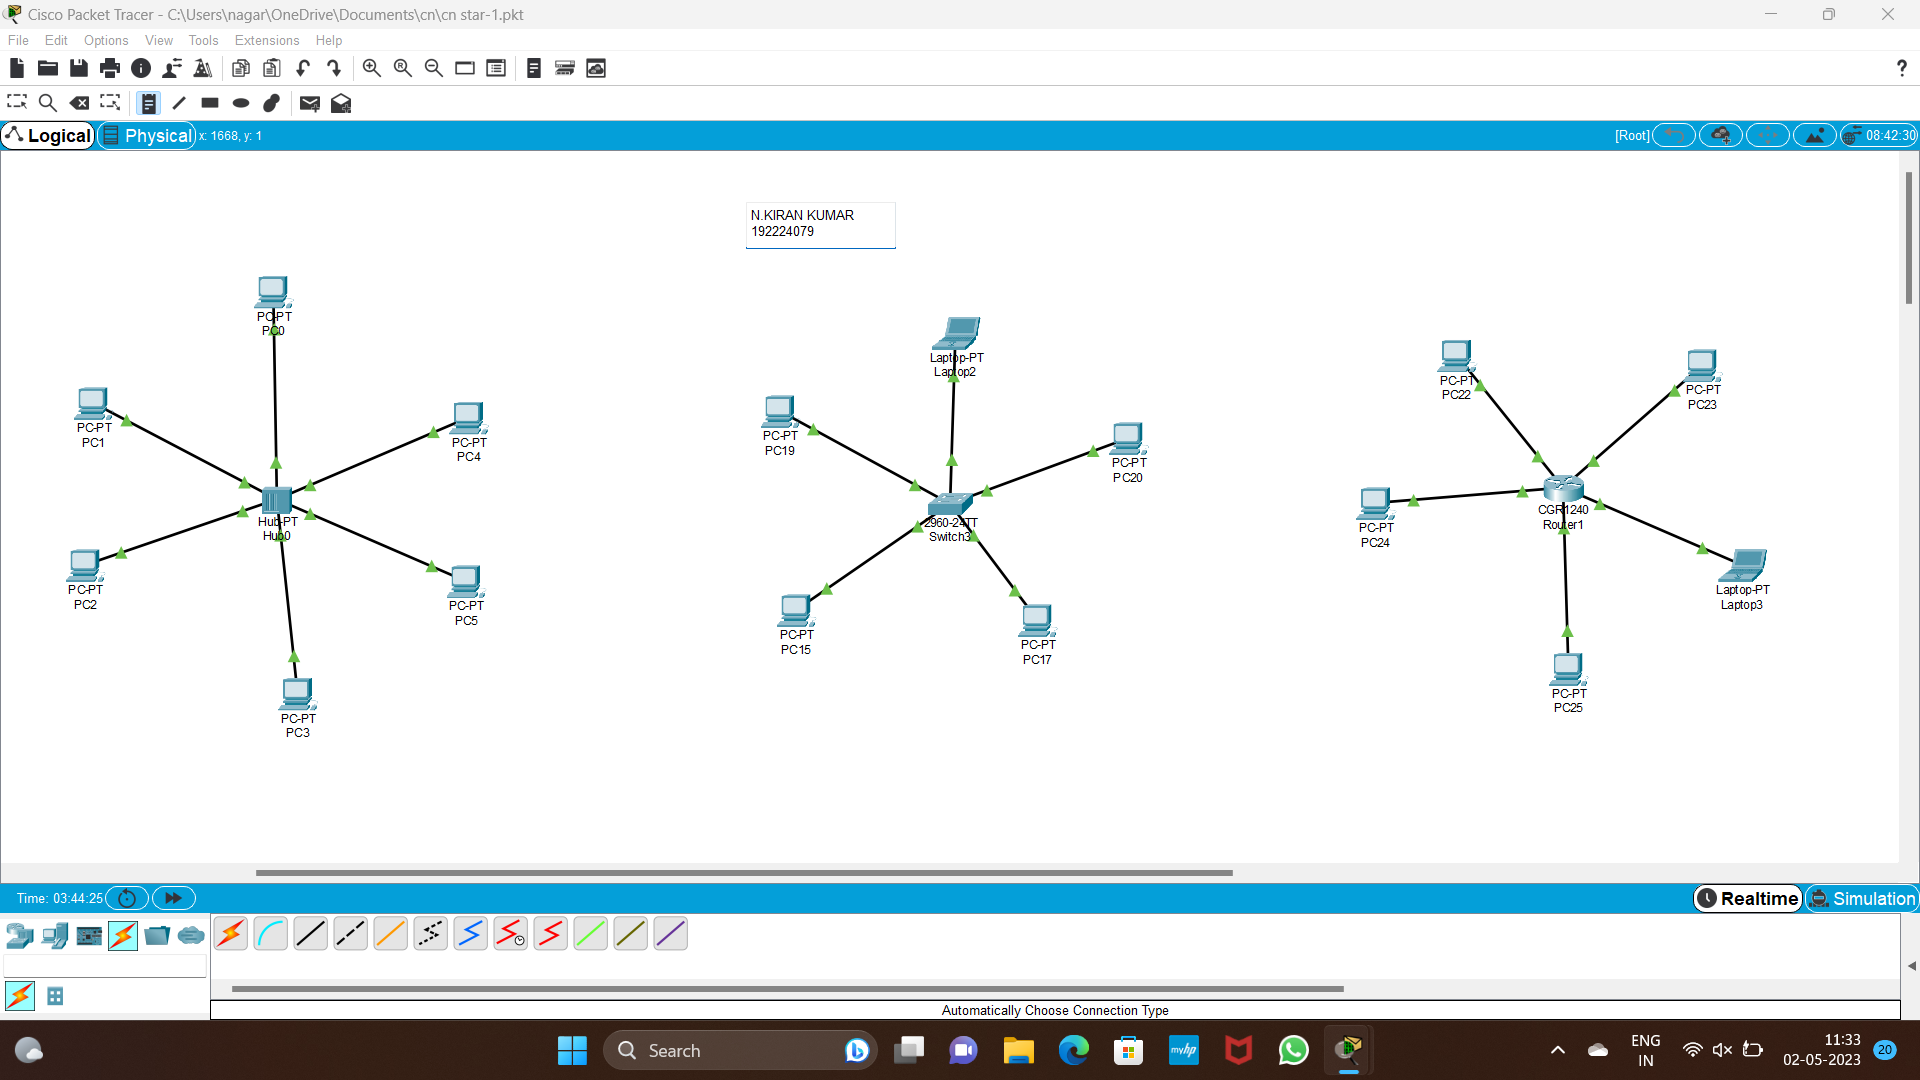 Cisco Packet Tracer - C:\Users\nagar\OneDrive\Documents\cn\cn star-1.pkt
File Edit Options View Tools Extensions Help
?
Logical Physical x: 1668, y: 1 [Root] 08:42:30
N.KIRAN KUMAR
192224079
PC-PT
PC0
PC-PT
PC1
PC-PT
PC4
Hub-PT
Hub0
PC-PT
PC2
PC-PT
PC5
PC-PT
PC3
Laptop-PT
Laptop2
PC-PT
PC19
PC-PT
PC20
2960-24TT
Switch3
PC-PT
PC15
PC-PT
PC17
PC-PT
PC22
PC-PT
PC23
CGR1240
Router1
PC-PT
PC24
Laptop-PT
Laptop3
PC-PT
PC25
Time: 03:44:25 Realtime Simulation
Automatically Choose Connection Type
Search
myhp
ENG
IN
11:33
02-05-2023
20